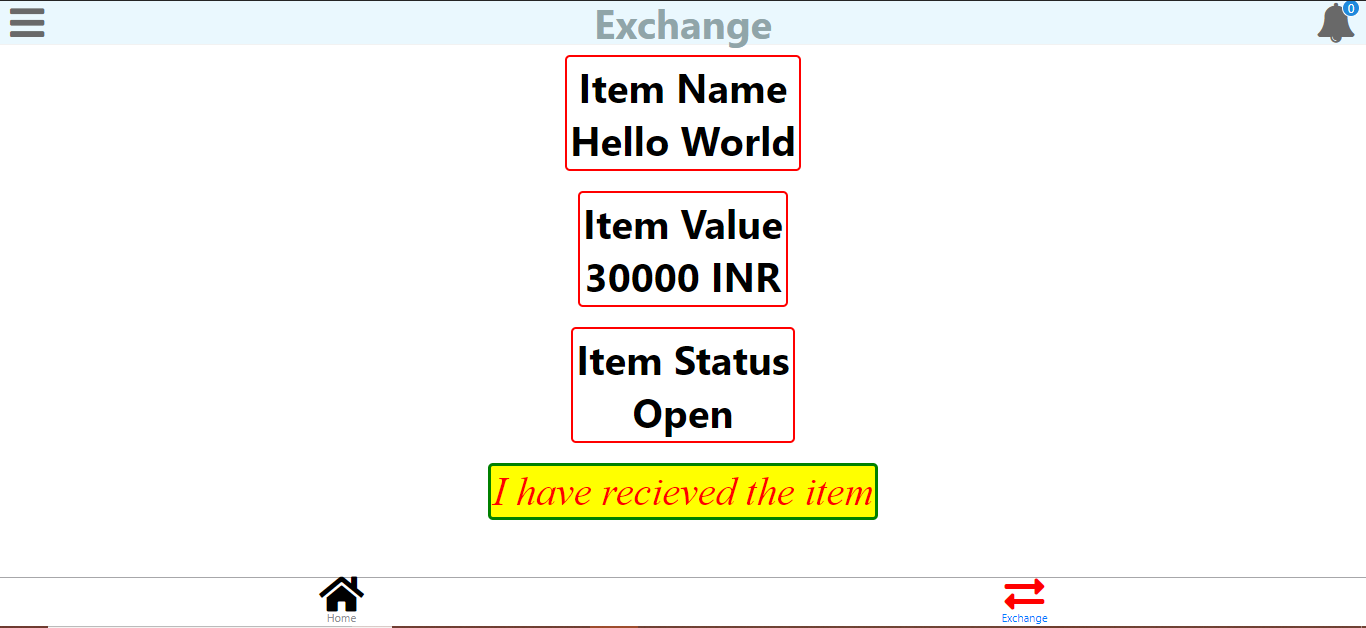 Exchange
0
Item Name
Hello World
Item Value
30000 INR
Item Status
Open
I have recieved the item
Home
Exchange